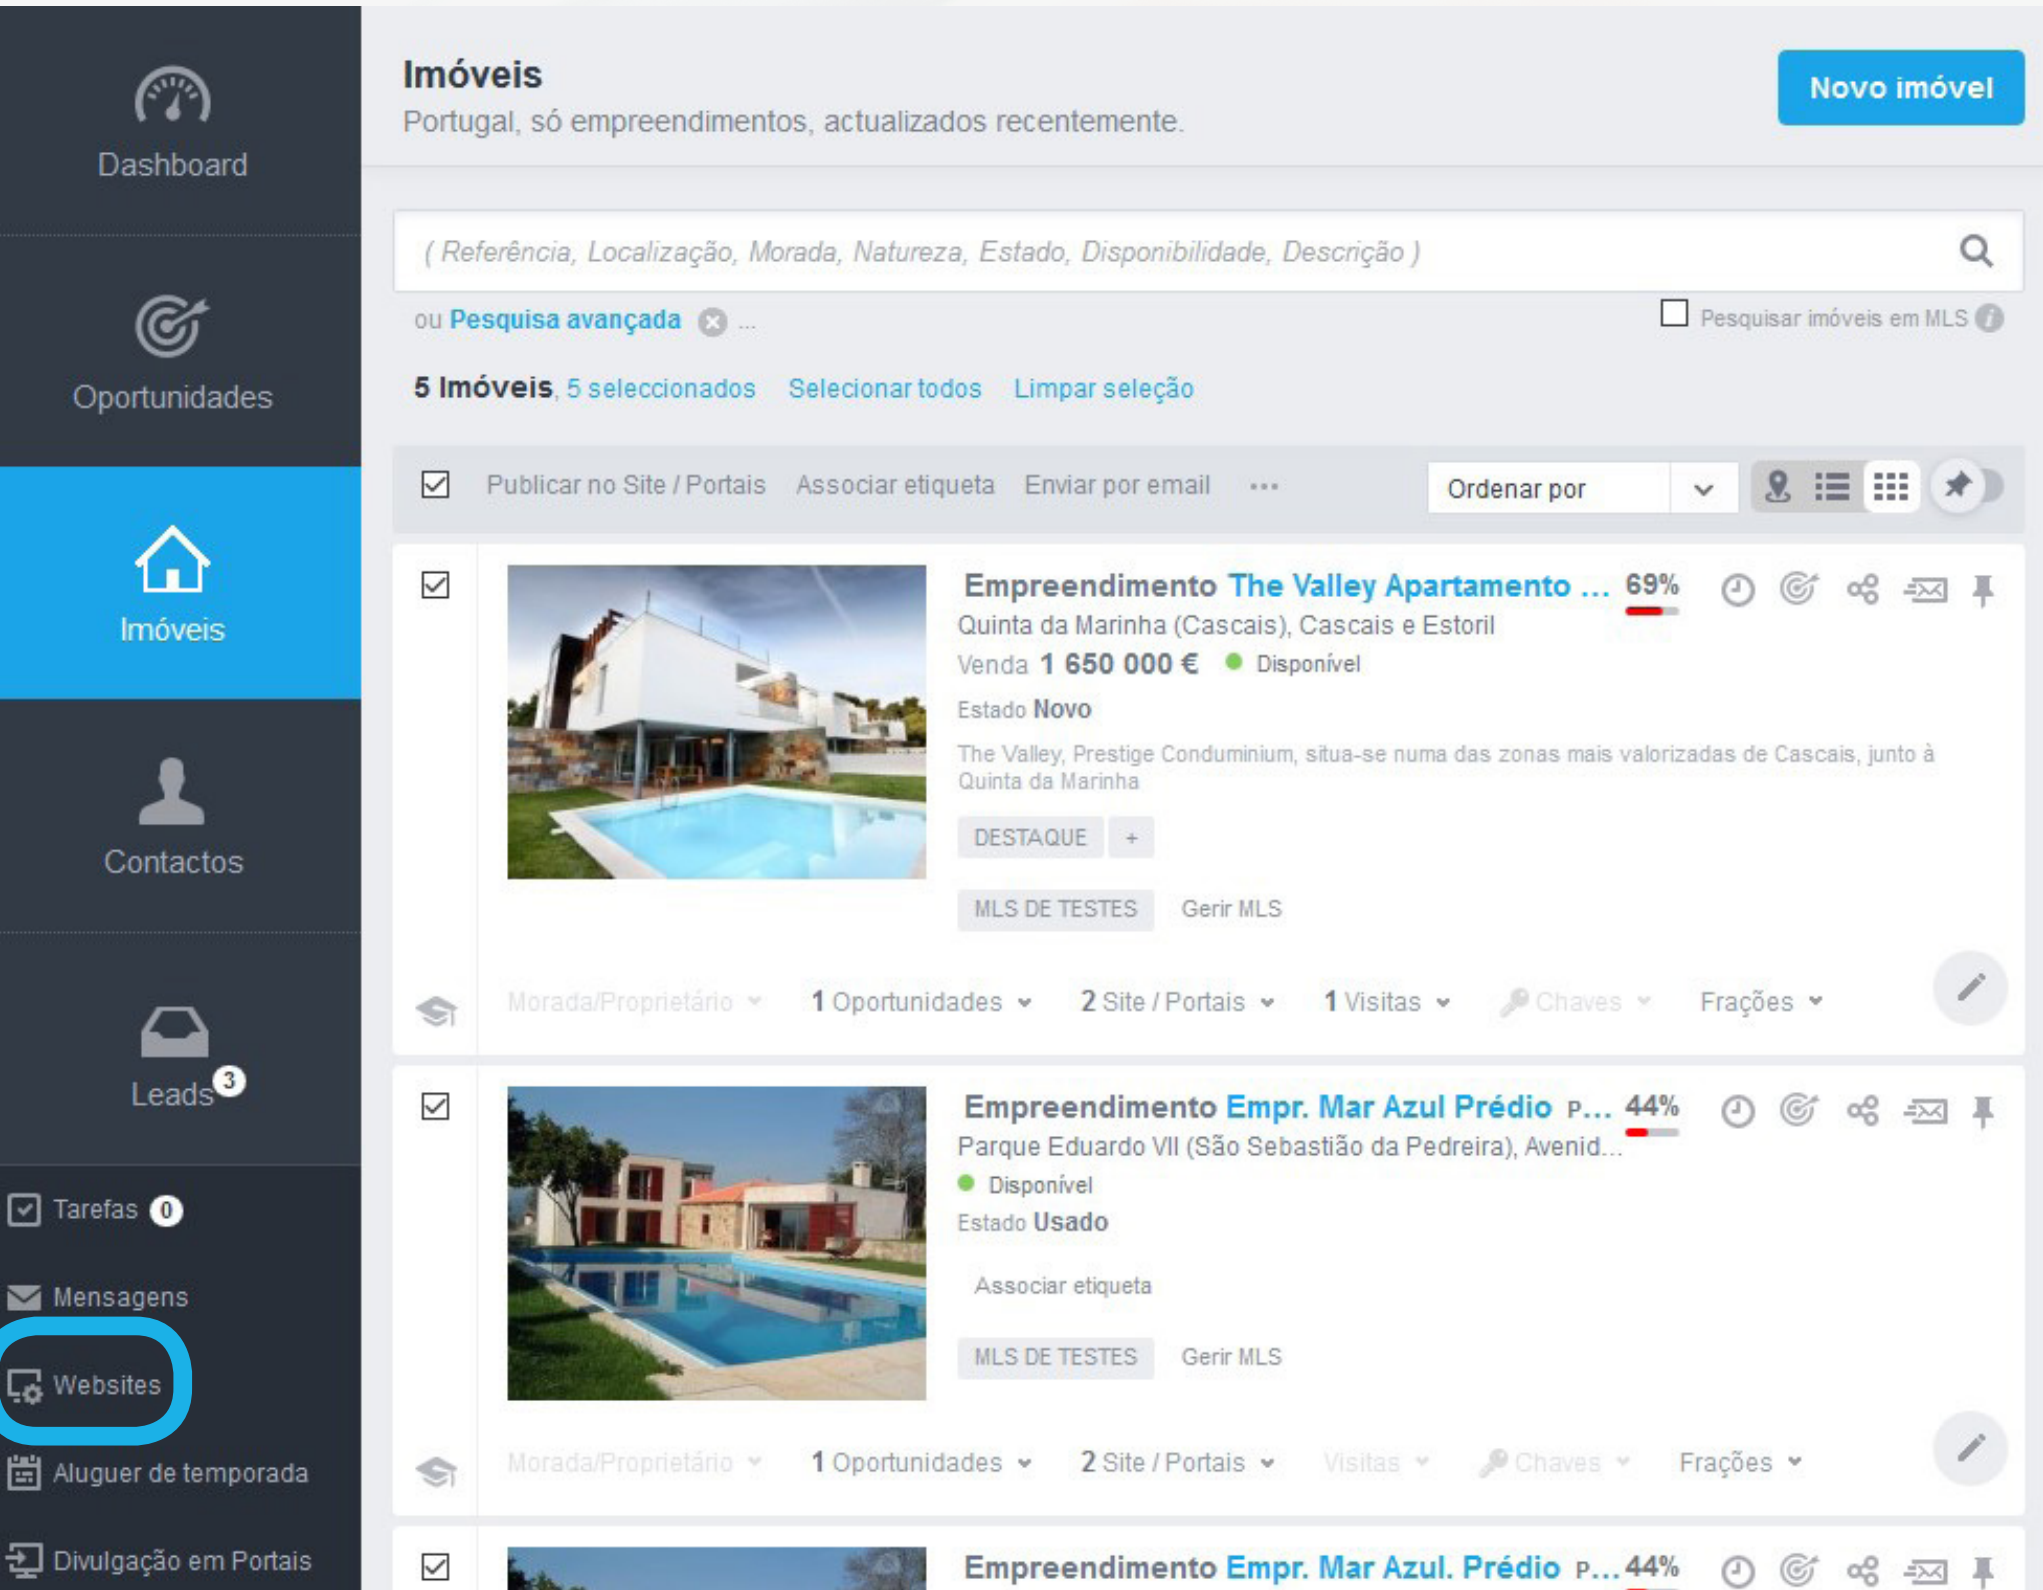 Dashboard
Oportunidades
Imóveis
Contactos
Leads 3
Tarefas 0
Mensagens
Websites
Aluguer de temporada
Divulgação em Portais
Imóveis
Portugal, só empreendimentos, actualizados recentemente.
Novo imóvel
( Referência, Localização, Morada, Natureza, Estado, Disponibilidade, Descrição )
ou Pesquisa avançada ...
Pesquisar imóveis em MLS
5 Imóveis, 5 seleccionados Selecionar todos Limpar seleção
Publicar no Site / Portais Associar etiqueta Enviar por email ... Ordenar por
Empreendimento The Valley Apartamento ... 69%
Quinta da Marinha (Cascais), Cascais e Estoril
Venda 1 650 000 € Disponível
Estado Novo
The Valley, Prestige Conduminium, situa-se numa das zonas mais valorizadas de Cascais, junto à
Quinta da Marinha
DESTAQUE +
MLS DE TESTES Gerir MLS
Morada/Proprietário 1 Oportunidades 2 Site / Portais 1 Visitas Chaves Frações
Empreendimento Empr. Mar Azul Prédio P... 44%
Parque Eduardo VII (São Sebastião da Pedreira), Avenid...
Disponível
Estado Usado
Associar etiqueta
MLS DE TESTES Gerir MLS
Morada/Proprietário 1 Oportunidades 2 Site / Portais Visitas Chaves Frações
Empreendimento Empr. Mar Azul. Prédio P... 44%